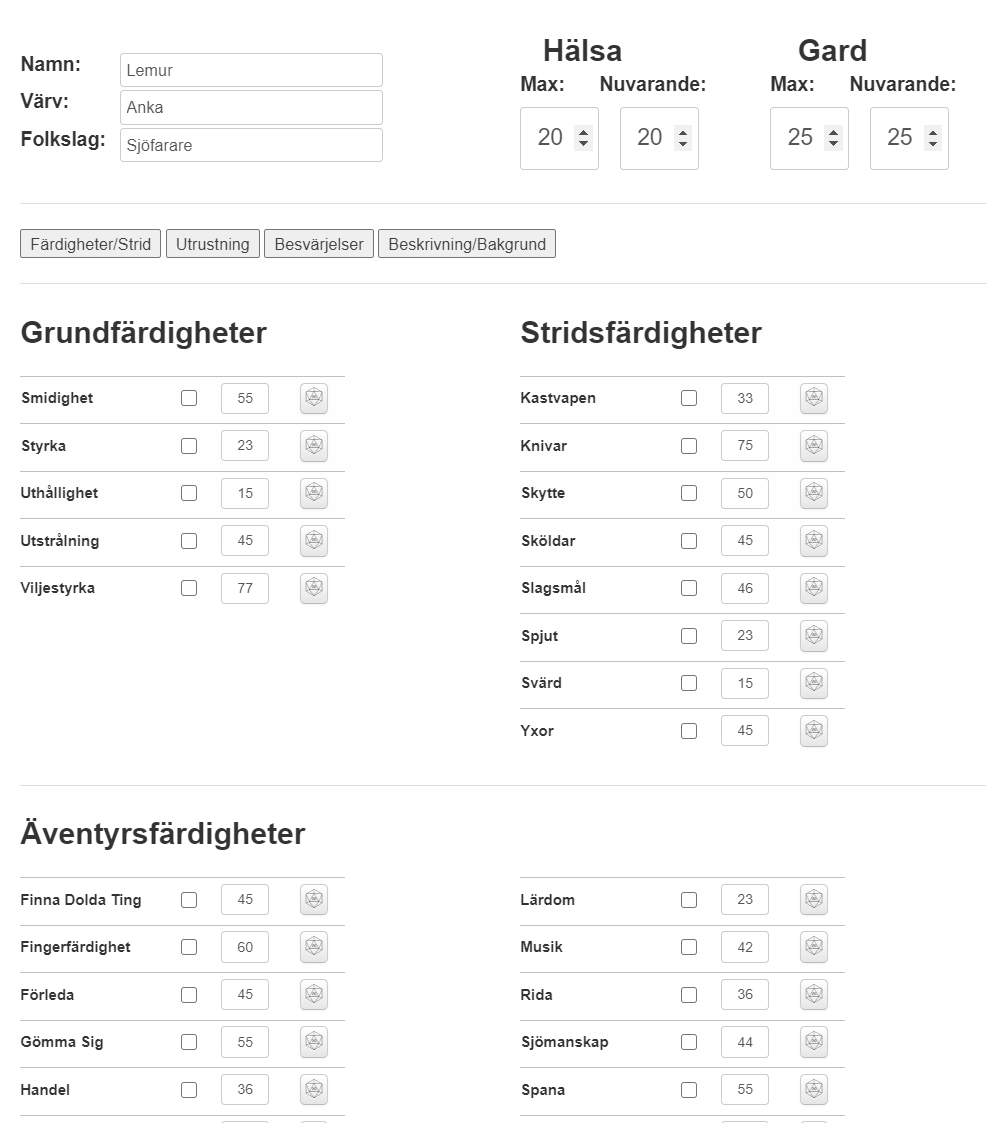 Hälsa Gard
Namn: Lemur Max: Nuvarande: Max: Nuvarande:
Värv: Anka 20 20 25 25
Folkslag: Sjöfarare
Färdigheter/Strid Utrustning Besvärjelser Beskrivning/Bakgrund
Grundfärdigheter
Smidighet 55
Styrka 23
Uthållighet 15
Utstrålning 45
Viljestyrka 77
Stridsfärdigheter
Kastvapen 33
Knivar 75
Skytte 50
Sköldar 45
Slagsmål 46
Spjut 23
Svärd 15
Yxor 45
Äventyrsfärdigheter
Finna Dolda Ting 45
Fingerfärdighet 60
Förleda 45
Gömma Sig 55
Handel 36
Lärdom 23
Musik 42
Rida 36
Sjömanskap 44
Spana 55